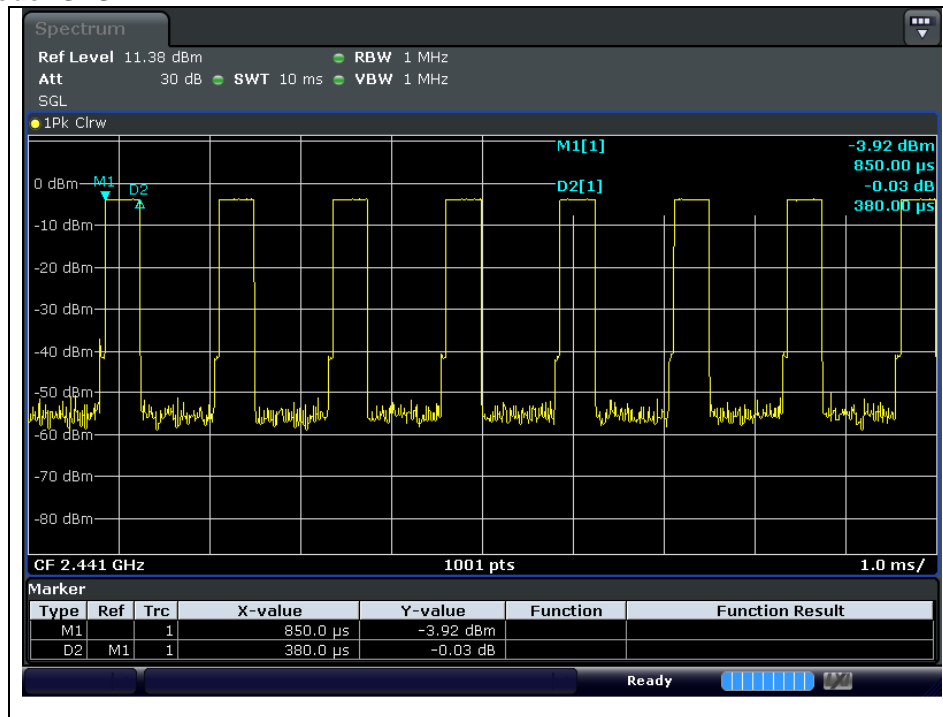 Spectrum
Ref Level 11.38 dBm RBW 1 MHz
Att 30 dB SWT 10 ms VBW 1 MHz
SGL
1Pk Clrw
M1[1] -3.92 dBm
850.00 µs
0 dBm M1 D2 D2[1] -0.03 dB
380.00 µs
-10 dBm
-20 dBm
-30 dBm
-40 dBm
-50 dBm
-60 dBm
-70 dBm
-80 dBm
CF 2.441 GHz 1001 pts 1.0 ms/
Marker
Type Ref Trc X-value Y-value Function Function Result
M1 1 850.0 µs -3.92 dBm
D2 M1 1 380.0 µs -0.03 dB
Ready